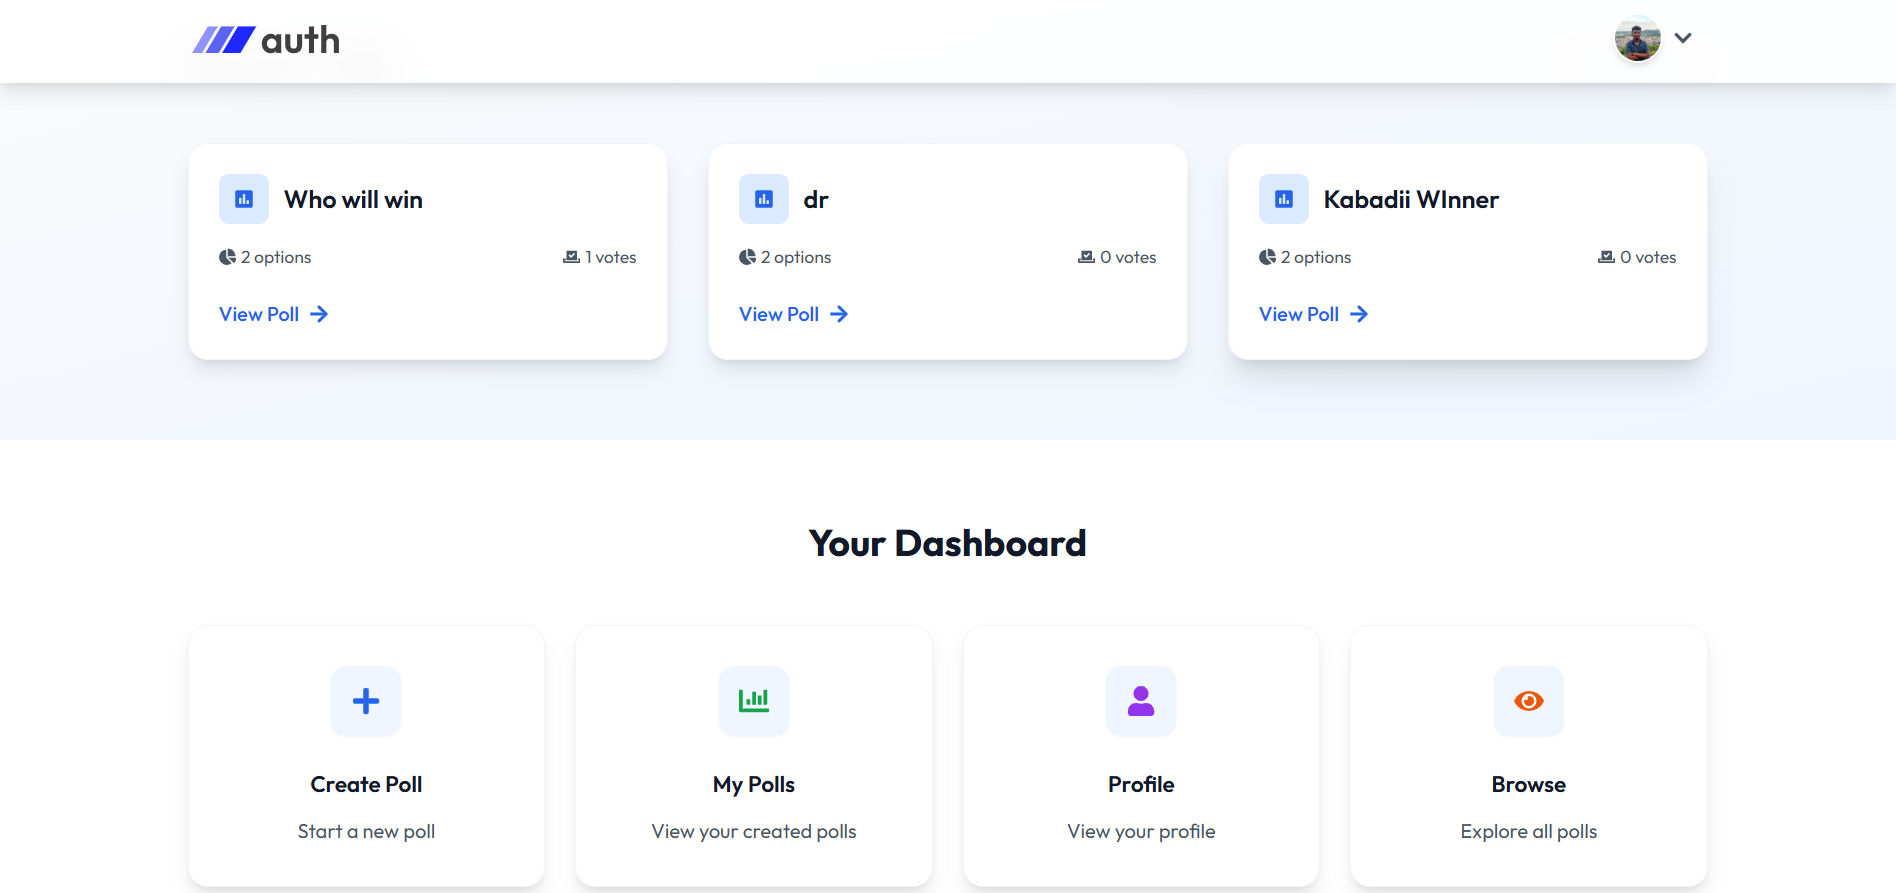 auth
Who will win
2 options
1 votes
View Poll
dr
2 options
0 votes
View Poll
Kabadii WInner
2 options
0 votes
View Poll
Your Dashboard
Create Poll
Start a new poll
My Polls
View your created polls
Profile
View your profile
Browse
Explore all polls